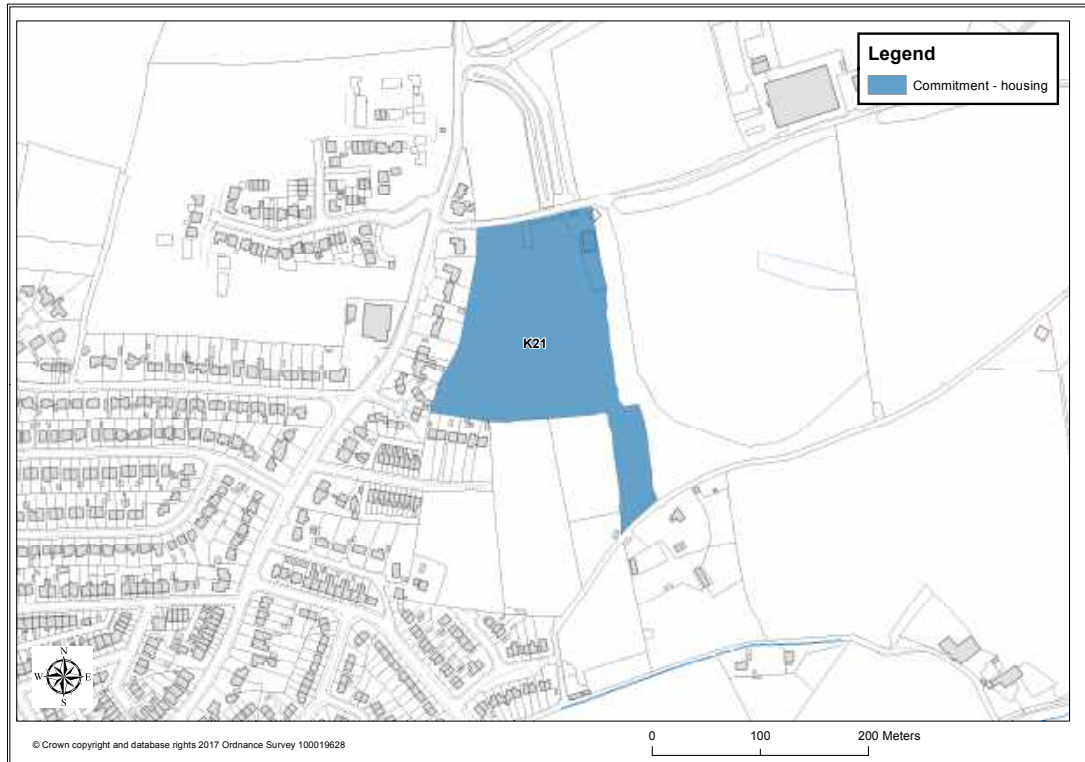 Legend
Commitment - housing
K21
N
W E
S
© Crown copyright and database rights 2017 Ordnance Survey 100019628
0 100 200 Meters